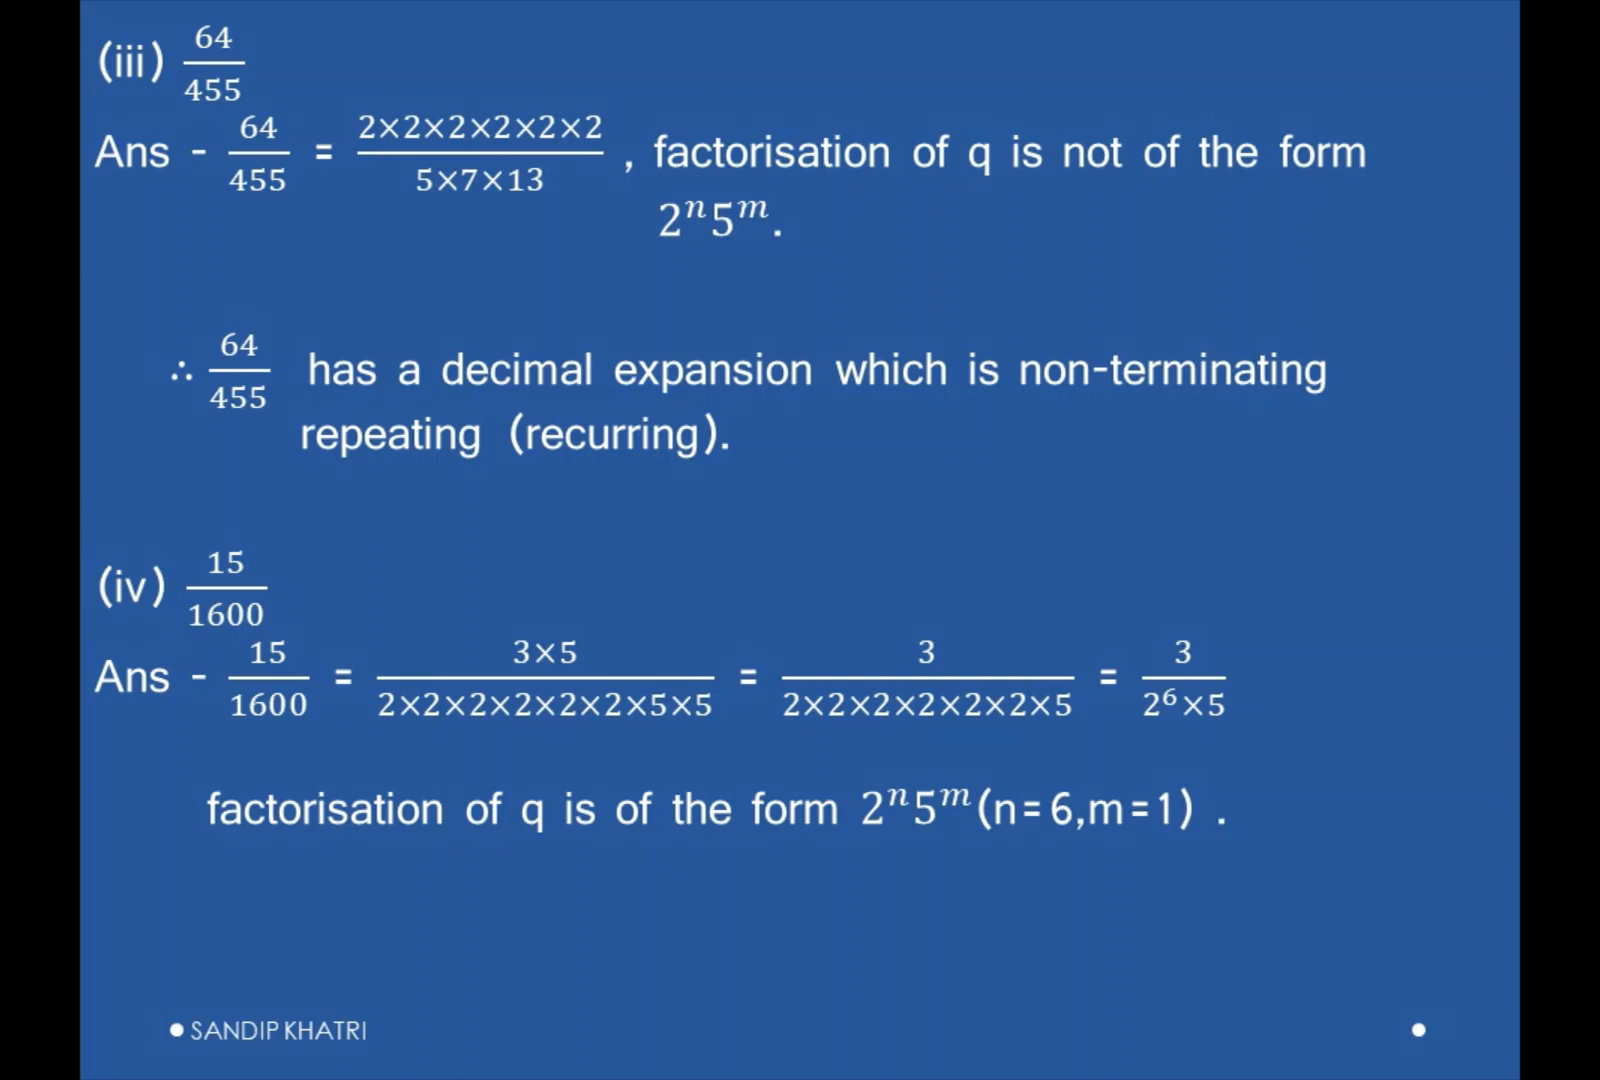 (iii) 64/455
Ans - 64/455 = 2×2×2×2×2×2/5×7×13 , factorisation of q is not of the form
2ⁿ5ᵐ.
∴ 64/455 has a decimal expansion which is non-terminating
repeating (recurring).
(iv) 15/1600
Ans - 15/1600 = 3×5/2×2×2×2×2×2×5×5 = 3/2×2×2×2×2×2×5 = 3/2⁶×5
factorisation of q is of the form 2ⁿ5ᵐ(n=6,m=1) .
• SANDIP KHATRI